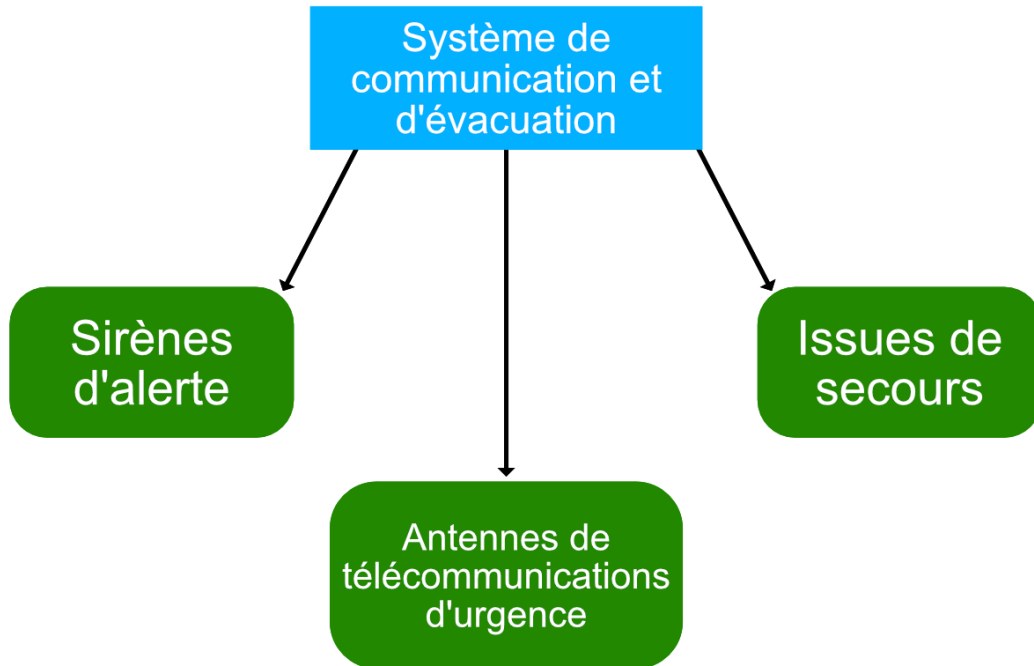 Système de
communication et
d'évacuation
Sirènes
d'alerte
Issues de
secours
Antennes de
télécommunications
d'urgence